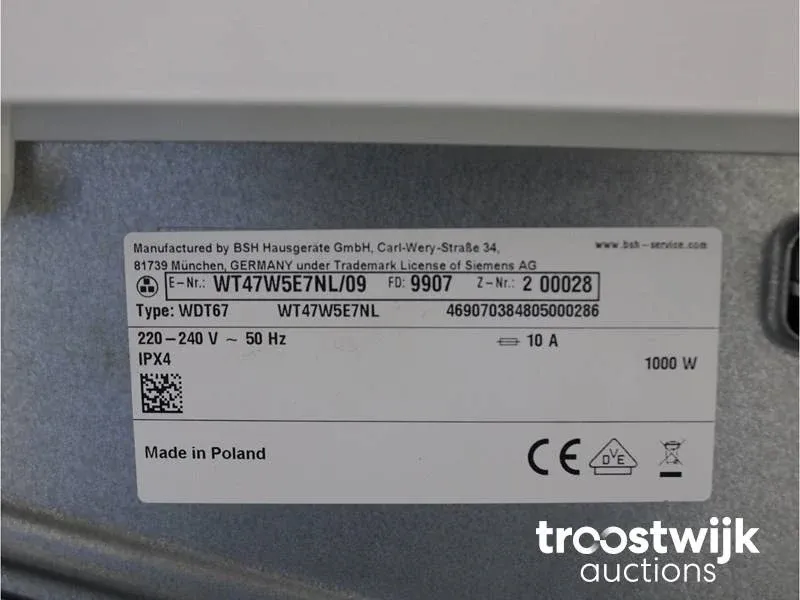 Manufactured by BSH Hausgeräte GmbH, Carl-Wery-Straße 34,
www.bsh-service.com
81739 München, GERMANY under Trademark License of Siemens AG
E-Nr.: WT47W5E7NL/09 FD: 9907 Z-Nr.: 2 00028
Type: WDT67 WT47W5E7NL 469070384805000286
220-240 V ~ 50 Hz 10 A
IPX4 1000 W
Made in Poland CE DVE
troostwijk
auctions